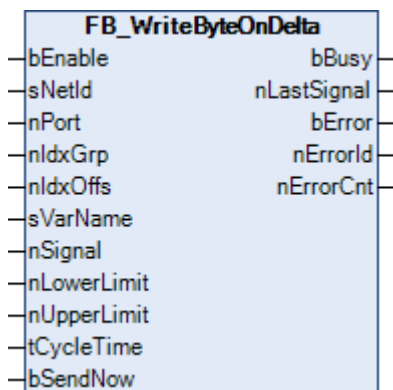 FB_WriteByteOnDelta
bEnable bBusy
sNetId nLastSignal
nPort bError
nIdxGrp nErrorId
nIdxOffs nErrorCnt
sVarName
nSignal
nLowerLimit
nUpperLimit
tCycleTime
bSendNow